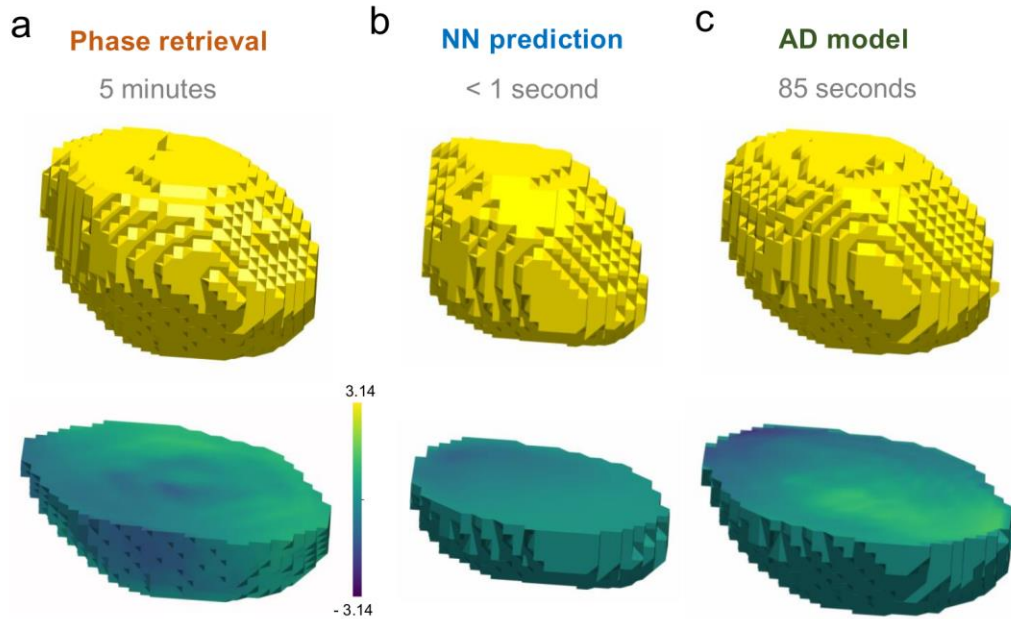 a
Phase retrieval
5 minutes
b
NN prediction
< 1 second
c
AD model
85 seconds
3.14
- 3.14